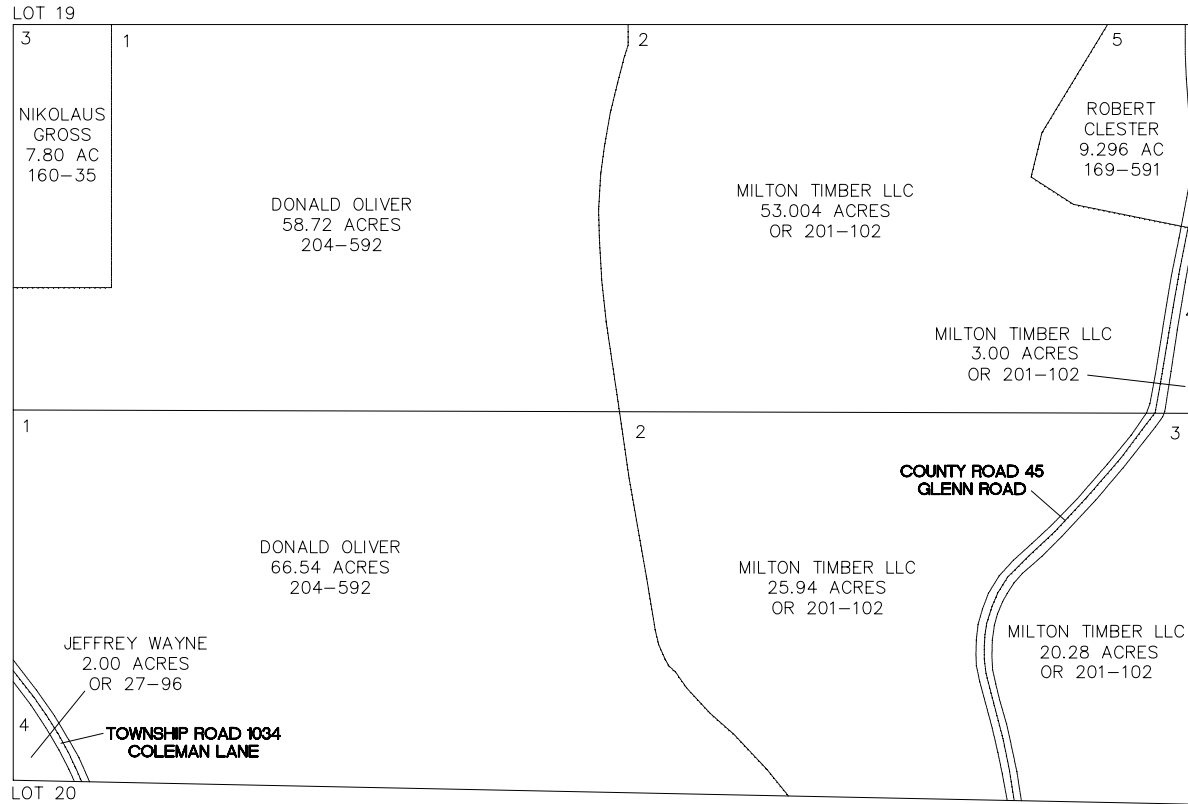 LOT 19
3
1
2
5
NIKOLAUS
GROSS
7.80 AC
160-35
DONALD OLIVER
58.72 ACRES
204-592
MILTON TIMBER LLC
53.004 ACRES
OR 201-102
ROBERT
CLESTER
9.296 AC
169-591
MILTON TIMBER LLC
3.00 ACRES
OR 201-102
1
2
3
COUNTY ROAD 45
GLENN ROAD
DONALD OLIVER
66.54 ACRES
204-592
MILTON TIMBER LLC
25.94 ACRES
OR 201-102
MILTON TIMBER LLC
20.28 ACRES
OR 201-102
JEFFREY WAYNE
2.00 ACRES
OR 27-96
4
TOWNSHIP ROAD 1034
COLEMAN LANE
LOT 20